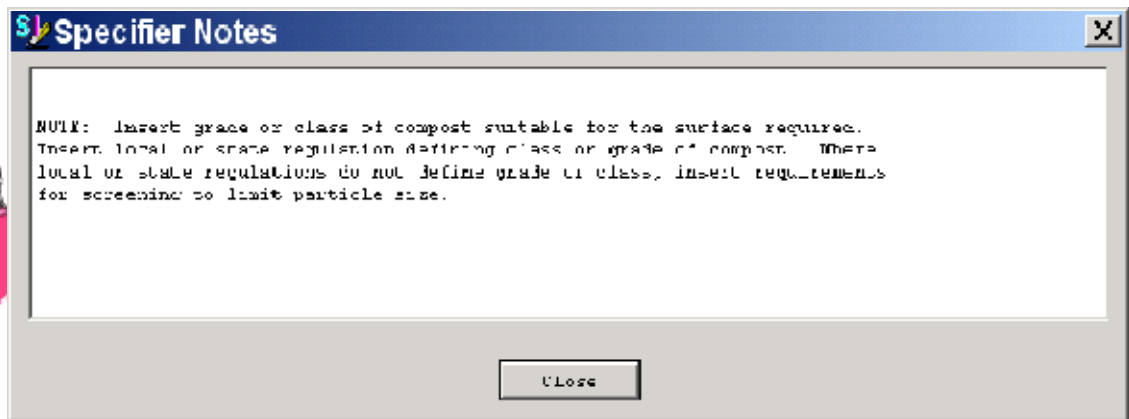 Specifier Notes
NOTE: Insert grade or class of compost suitable for the surface required.
Insert local or state regulation defining class or grade of compost. Where
local or state regulations do not define grade or class, insert requirements
for screening to limit particle size.
Close